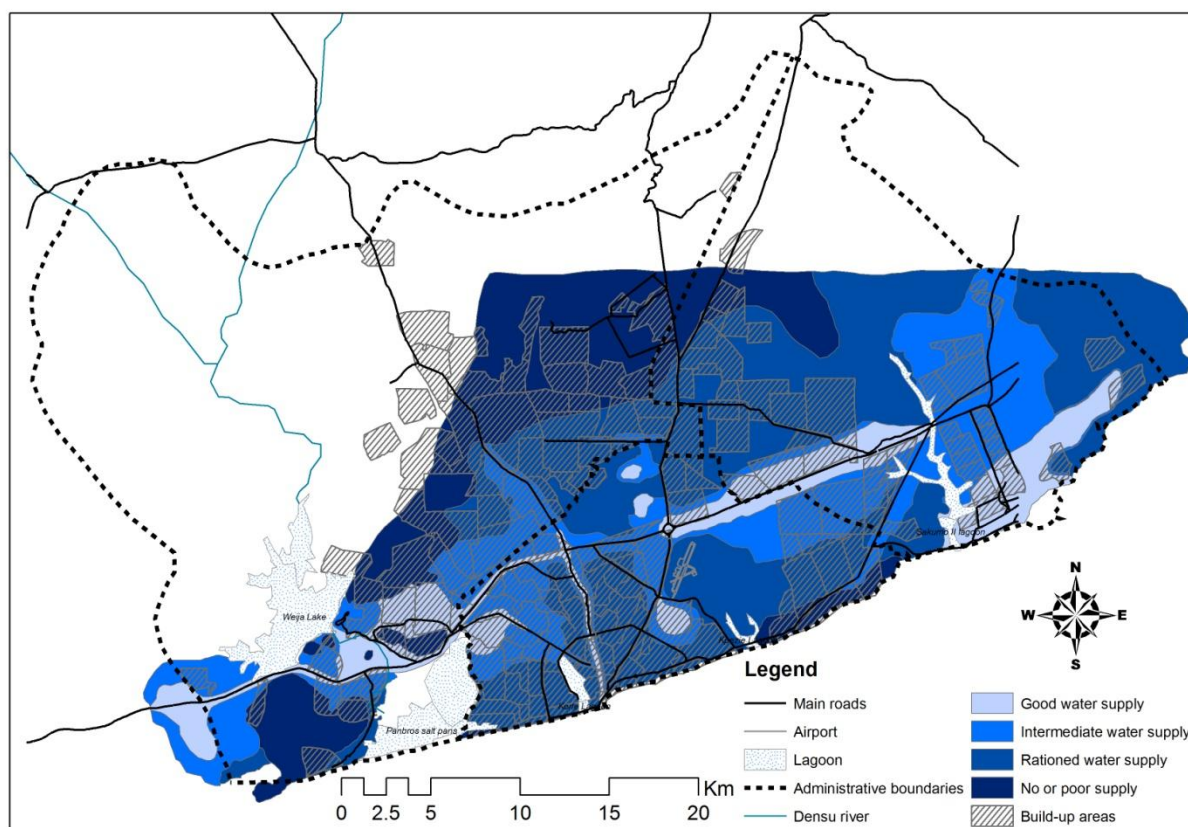 Weija Lake
Panbros salt pans
Sakumo II lagoon
N
W
E
S
Legend
Main roads
Airport
Lagoon
Administrative boundaries
Densu river
Good water supply
Intermediate water supply
Rationed water supply
No or poor supply
Build-up areas
0 2.5 5 10 15 20
Km